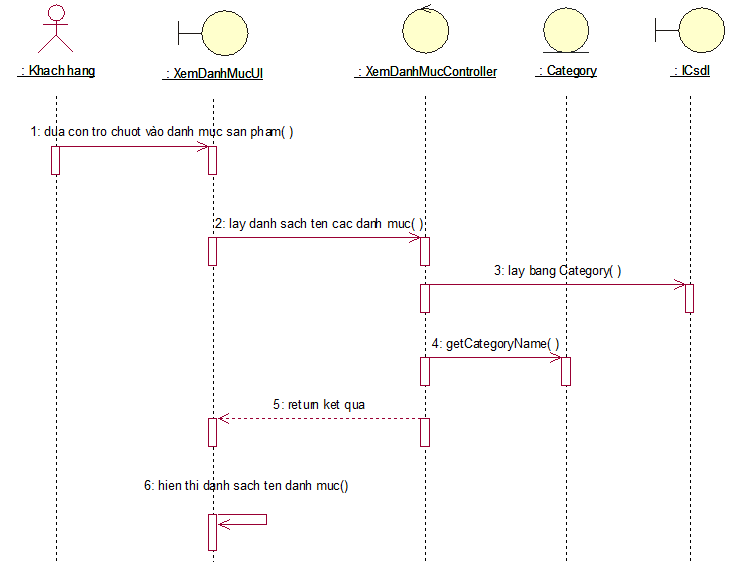 : Khach hang
: XemDanhMucUI
: XemDanhMucController
: Category
: ICsdl
1: dua con tro chuot vào danh muc san pham( )
2: lay danh sach ten cac danh muc( )
3: lay bang Category( )
4: getCategoryName( )
5: return ket qua
6: hien thi danh sach ten danh muc()